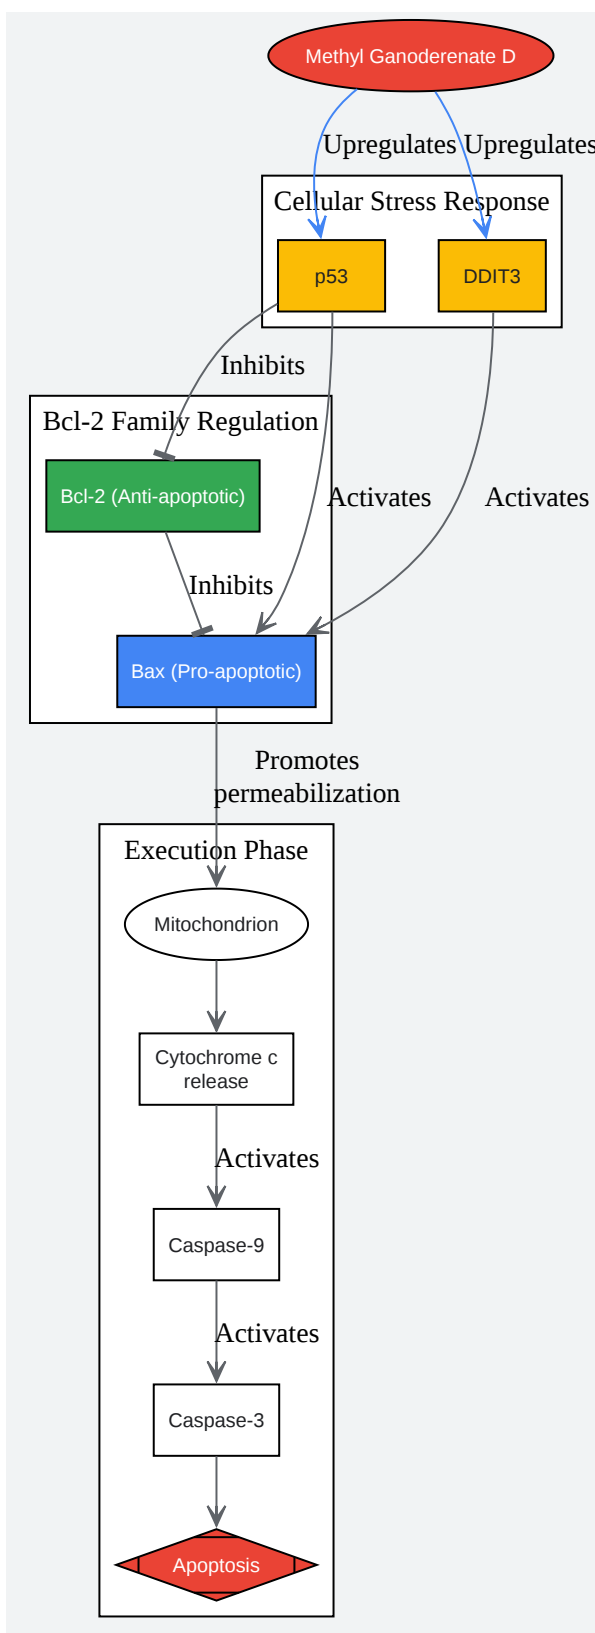 Methyl Ganoderenate D
Upregulates
Upregulates
Cellular Stress Response
p53
DDIT3
Inhibits
Bcl-2 Family Regulation
Bcl-2 (Anti-apoptotic)
Activates
Activates
Inhibits
Bax (Pro-apoptotic)
Promotes
permeabilization
Execution Phase
Mitochondrion
Cytochrome c
release
Activates
Caspase-9
Activates
Caspase-3
Apoptosis